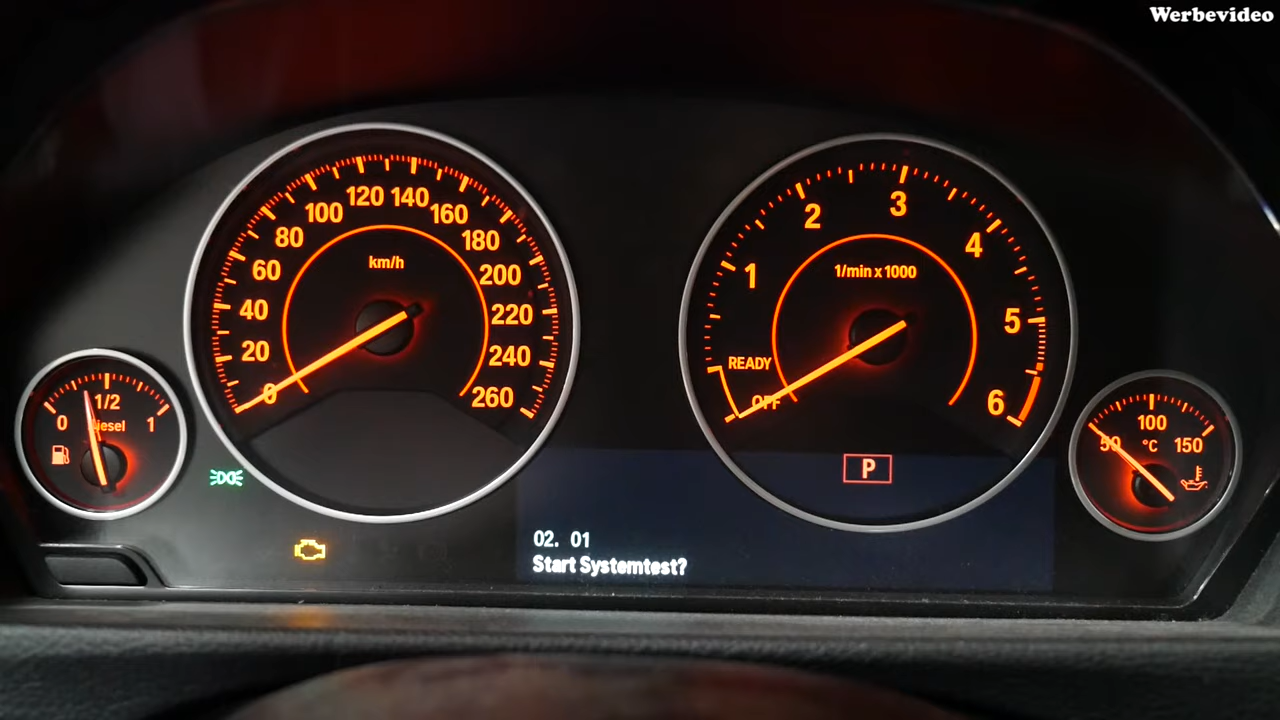 Werbevideo
0 20 40 60 80 100 120 140 160 180 200 220 240 260
km/h
1 2 3 4 5 6
1/min x 1000
READY
OFF
0 1/2 1
Diesel
50 100 150
°C
P
02. 01
Start Systemtest?